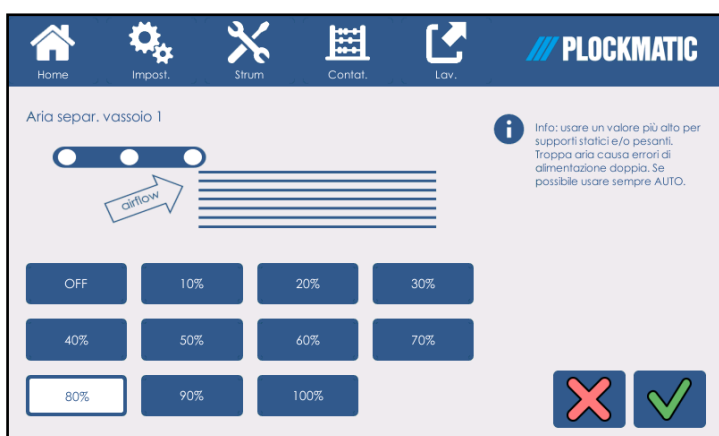 Home
Impost.
Strum
Contat.
Lav.
PLOCKMATIC
Aria separ. vassoio 1
airflow
Info: usare un valore più alto per
supporti statici e/o pesanti.
Troppa aria causa errori di
alimentazione doppia. Se
possibile usare sempre AUTO.
OFF
10%
20%
30%
40%
50%
60%
70%
80%
90%
100%